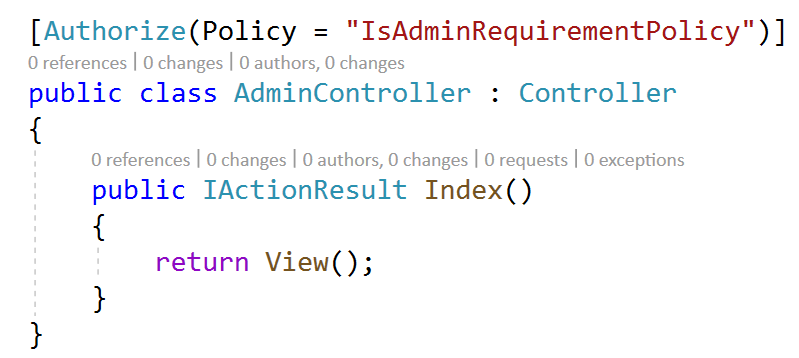 [Authorize(Policy = "IsAdminRequirementPolicy")]
0 references | 0 changes | 0 authors, 0 changes
public class AdminController : Controller
{
0 references | 0 changes | 0 authors, 0 changes | 0 requests | 0 exceptions
public IActionResult Index()
{
return View();
}
}